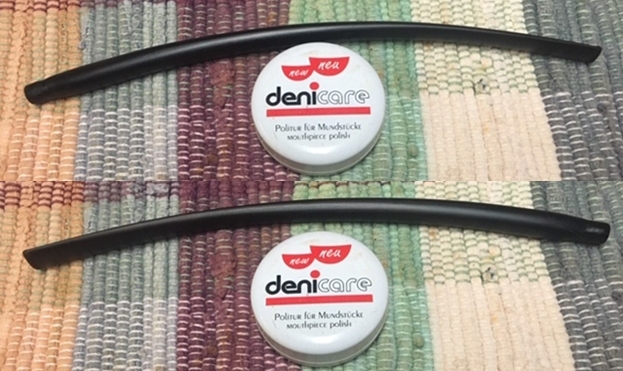 new neu
denicare
Politur für Mundstücke
mouthpiece polish
new neu
denicare
Politur für Mundstücke
mouthpiece polish